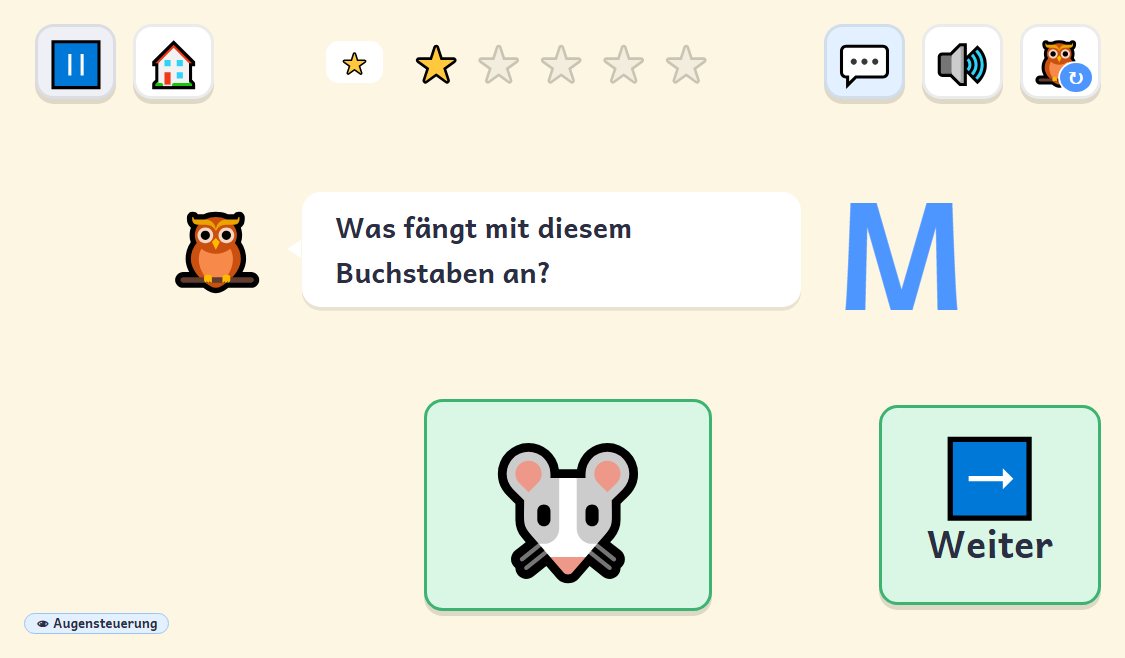 Was fängt mit diesem
Buchstaben an?
M
Weiter
Augensteuerung